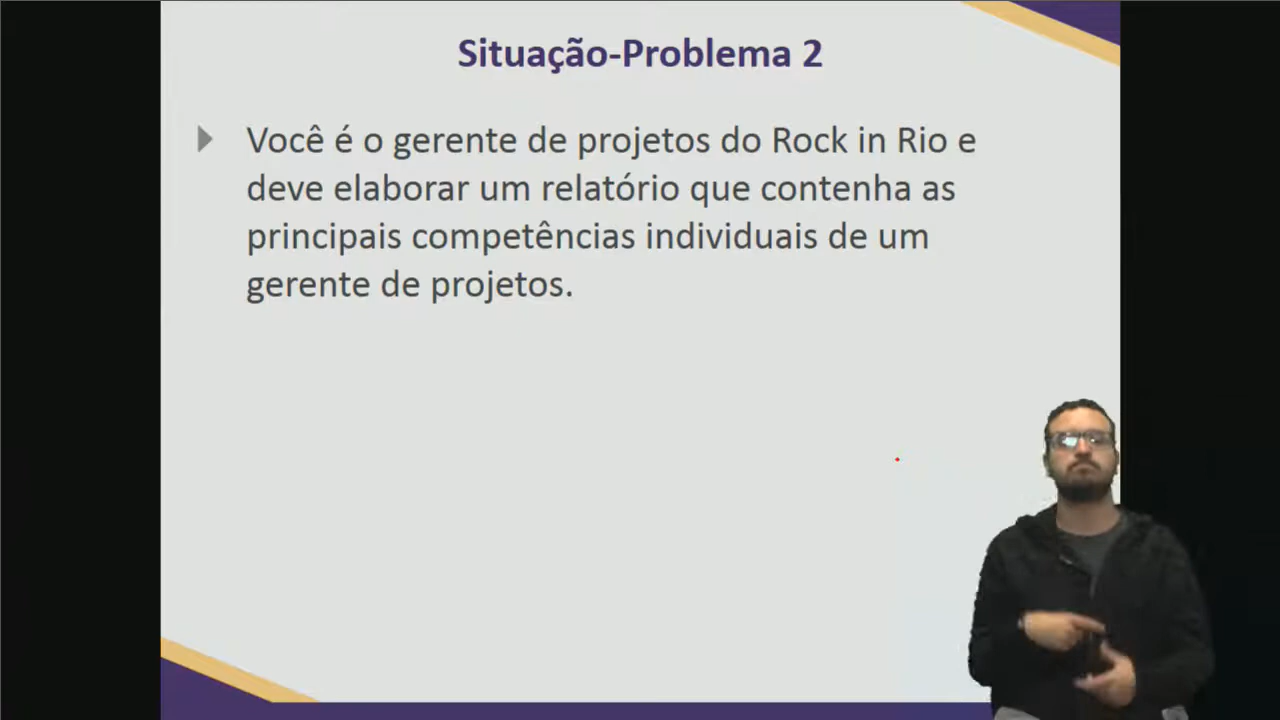 Situação-Problema 2
Você é o gerente de projetos do Rock in Rio e
deve elaborar um relatório que contenha as
principais competências individuais de um
gerente de projetos.